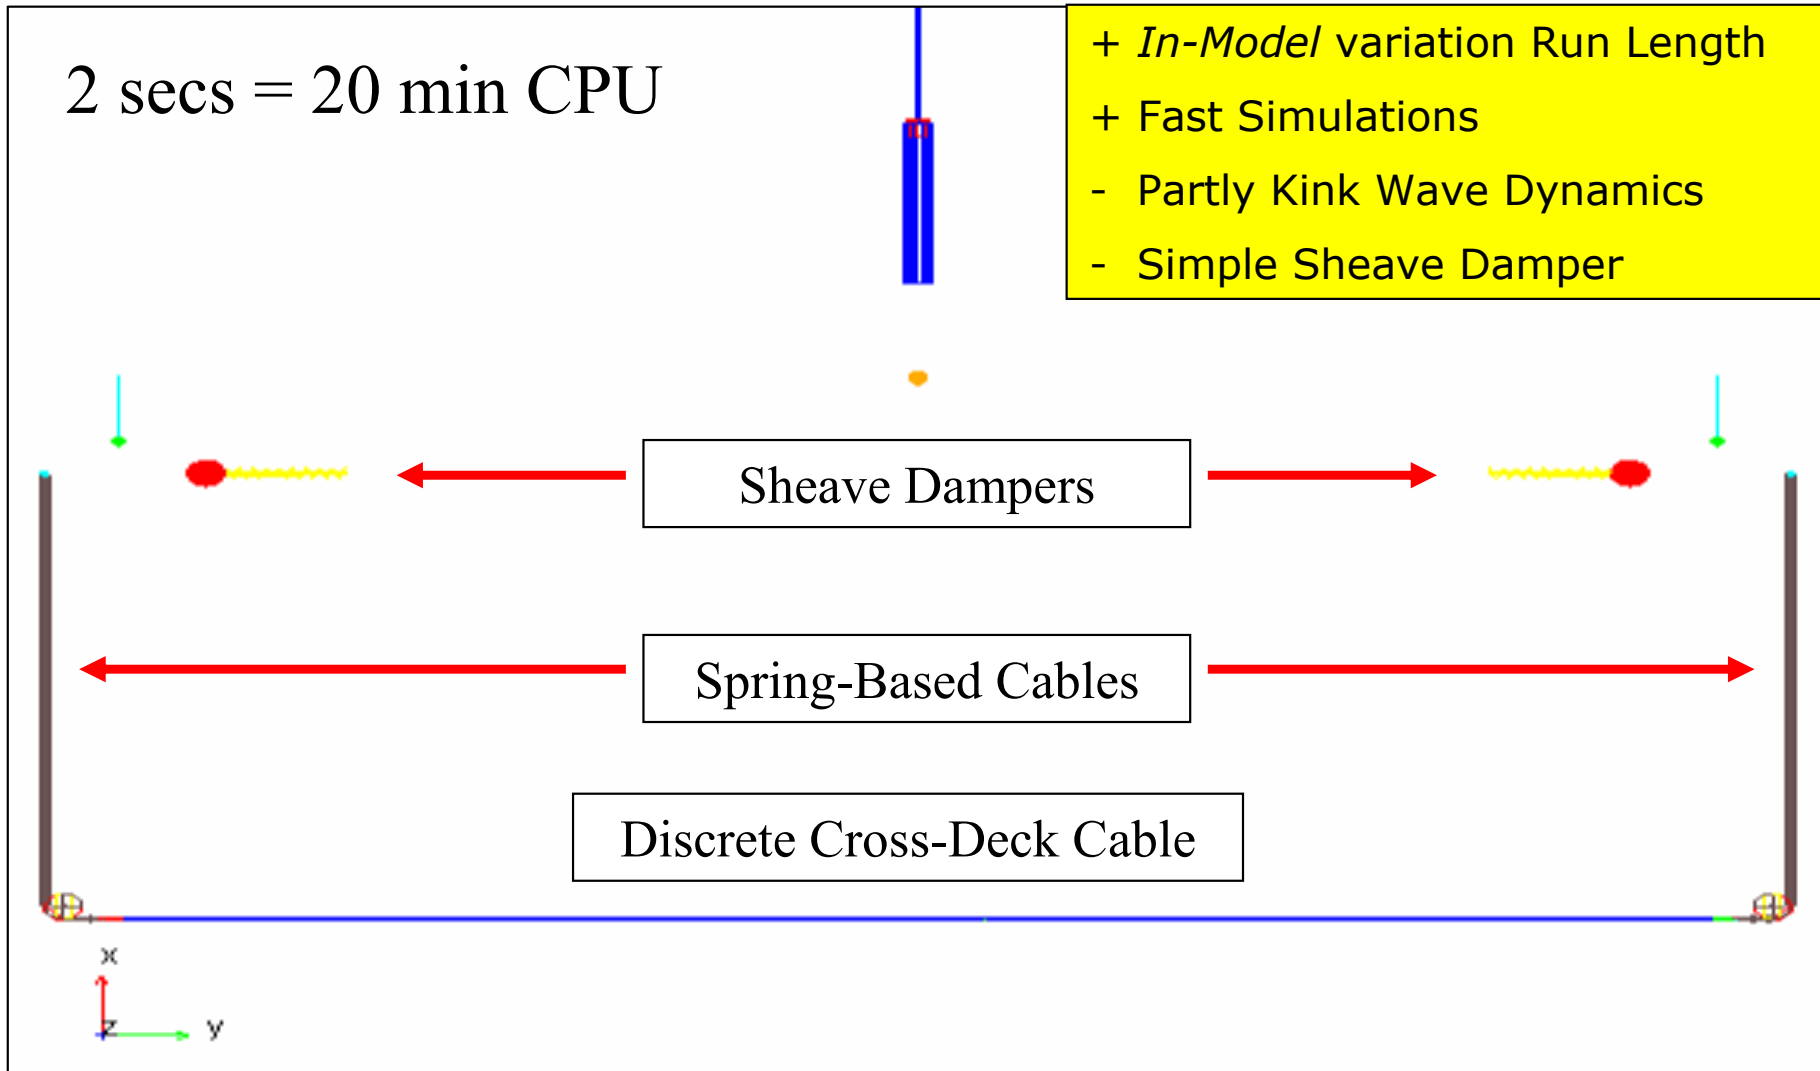 2 secs = 20 min CPU
+ In-Model variation Run Length
+ Fast Simulations
- Partly Kink Wave Dynamics
- Simple Sheave Damper
Sheave Dampers
Spring-Based Cables
Discrete Cross-Deck Cable
x
z y